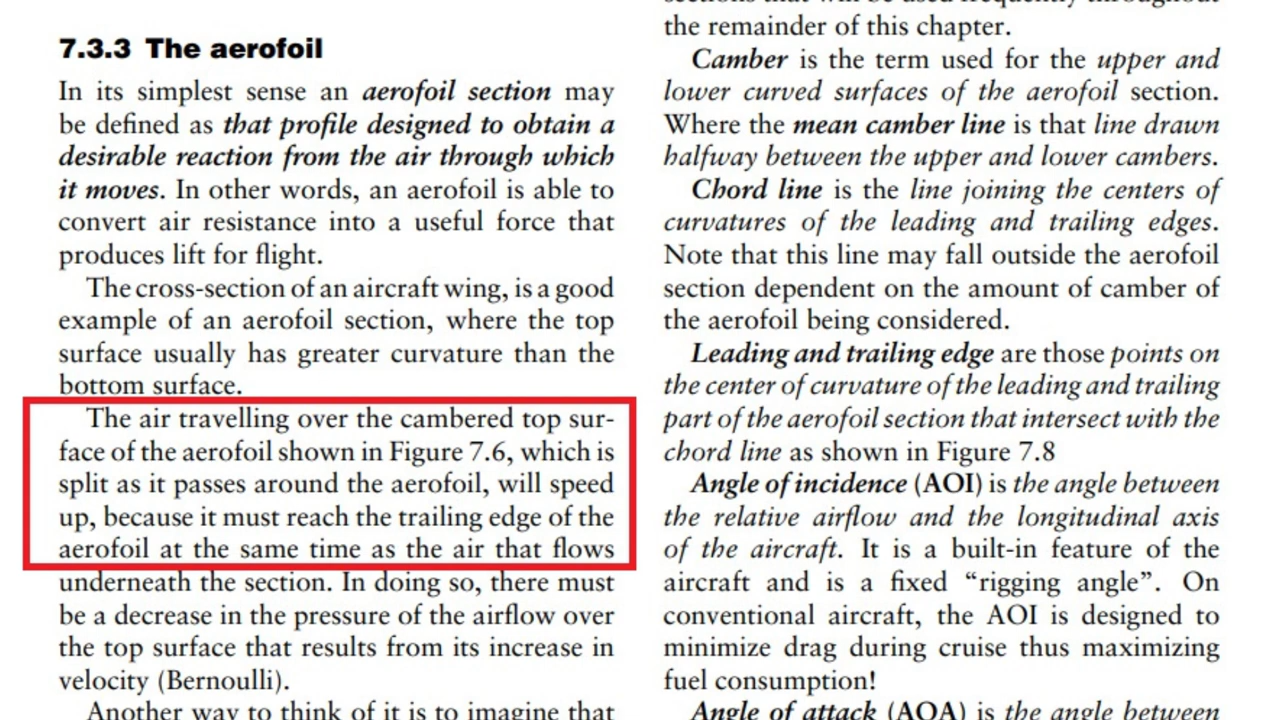 7.3.3 The aerofoil
In its simplest sense an aerofoil section may
be defined as that profile designed to obtain a
desirable reaction from the air through which
it moves. In other words, an aerofoil is able to
convert air resistance into a useful force that
produces lift for flight.
The cross-section of an aircraft wing, is a good
example of an aerofoil section, where the top
surface usually has greater curvature than the
bottom surface.
The air travelling over the cambered top sur-
face of the aerofoil shown in Figure 7.6, which is
split as it passes around the aerofoil, will speed
up, because it must reach the trailing edge of the
aerofoil at the same time as the air that flows
underneath the section. In doing so, there must
be a decrease in the pressure of the airflow over
the top surface that results from its increase in
velocity (Bernoulli).
Another way to think of it is to imagine that
sections that will be used frequently throughout
the remainder of this chapter.
Camber is the term used for the upper and
lower curved surfaces of the aerofoil section.
Where the mean camber line is that line drawn
halfway between the upper and lower cambers.
Chord line is the line joining the centers of
curvatures of the leading and trailing edges.
Note that this line may fall outside the aerofoil
section dependent on the amount of camber of
the aerofoil being considered.
Leading and trailing edge are those points on
the center of curvature of the leading and trailing
part of the aerofoil section that intersect with the
chord line as shown in Figure 7.8
Angle of incidence (AOI) is the angle between
the relative airflow and the longitudinal axis
of the aircraft. It is a built-in feature of the
aircraft and is a fixed “rigging angle”. On
conventional aircraft, the AOI is designed to
minimize drag during cruise thus maximizing
fuel consumption!
Angle of attack (AOA) is the angle between